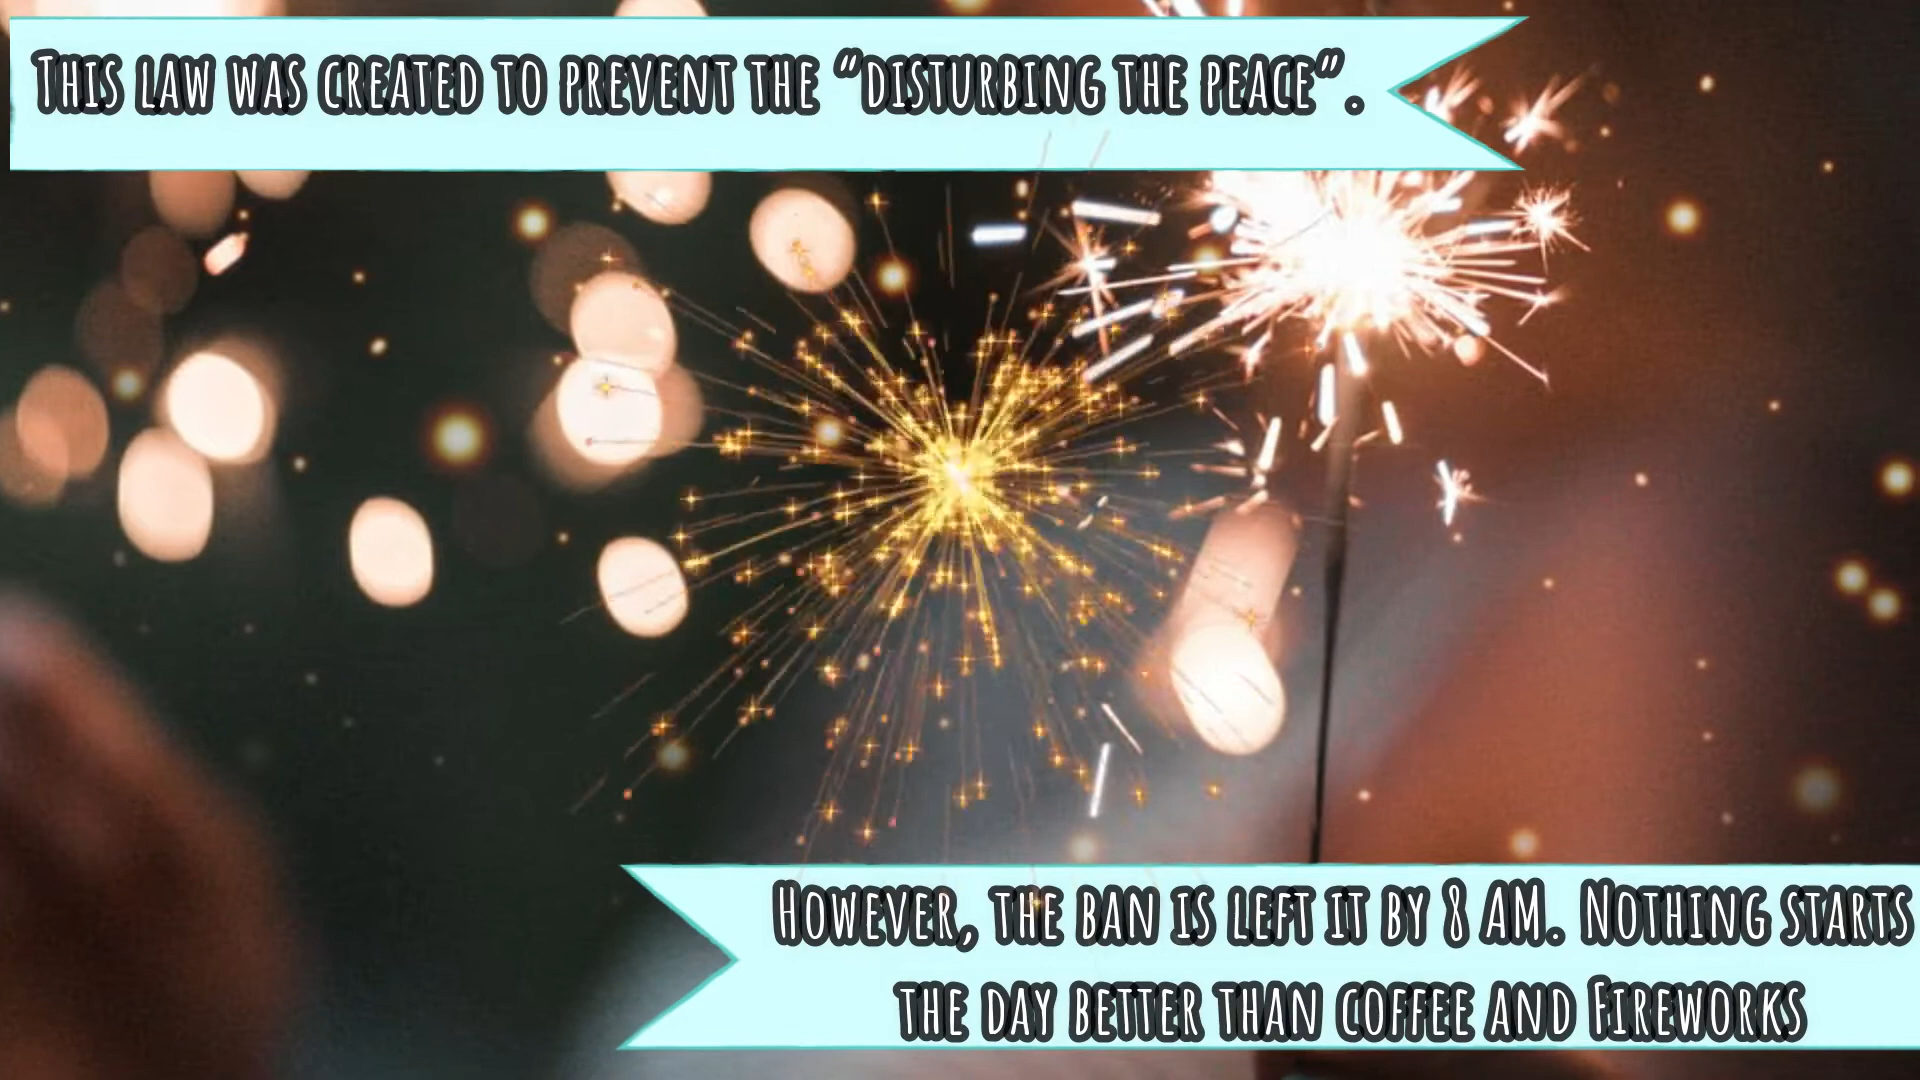 This law was created to prevent the “disturbing the peace”.
However, the ban is left it by 8 AM. Nothing starts
the day better than coffee and Fireworks